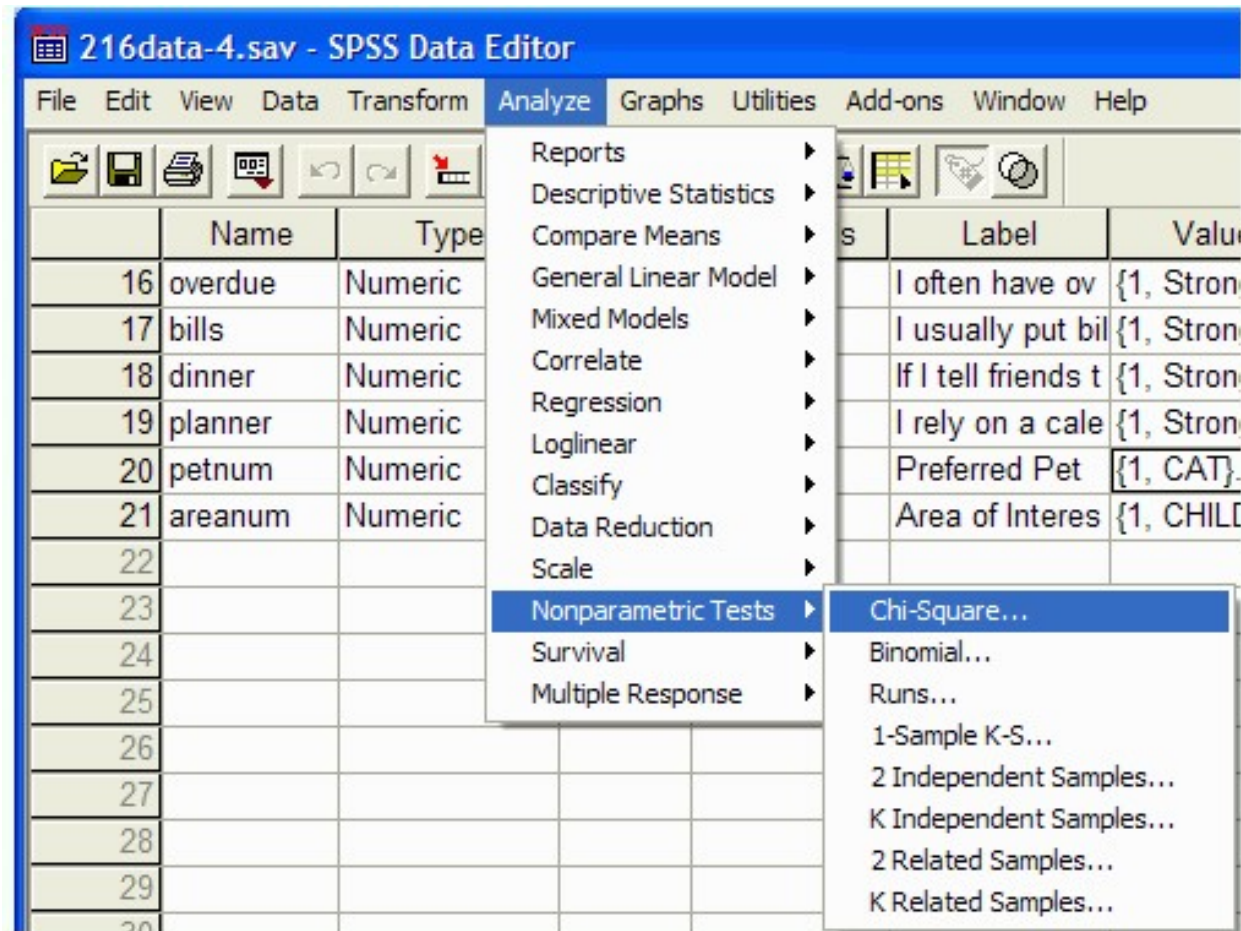 216data-4.sav - SPSS Data Editor
File Edit View Data Transform Analyze Graphs Utilities Add-ons Window Help
Reports
Descriptive Statistics
Compare Means
General Linear Model
Mixed Models
Correlate
Regression
Loglinear
Classify
Data Reduction
Scale
Nonparametric Tests
Survival
Multiple Response
Chi-Square...
Binomial...
Runs...
1-Sample K-S...
2 Independent Samples...
K Independent Samples...
2 Related Samples...
K Related Samples...
Name Type s Label Value
16 overdue Numeric I often have ov {1, Strong
17 bills Numeric I usually put bil {1, Strong
18 dinner Numeric If I tell friends t {1, Strong
19 planner Numeric I rely on a cale {1, Strong
20 petnum Numeric Preferred Pet {1, CAT}.
21 areanum Numeric Area of Interes {1, CHILD
22
23
24
25
26
27
28
29
30